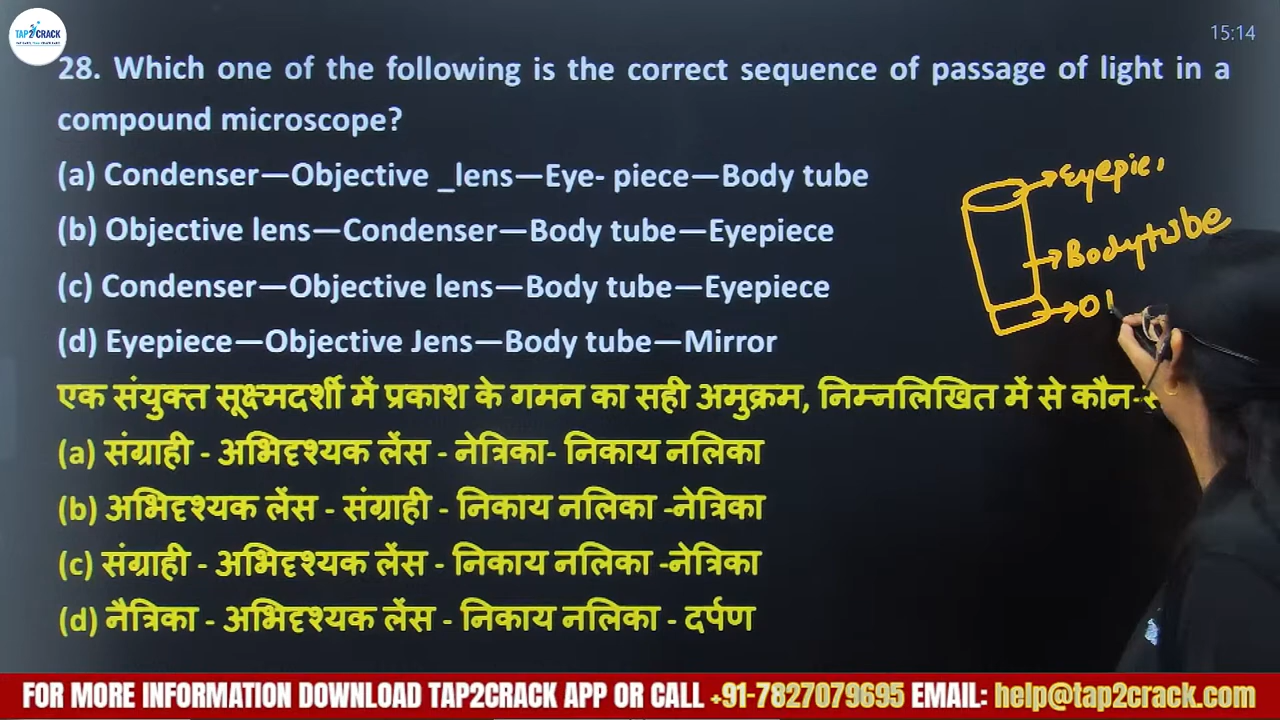 TAP2CRACK
15:14
28. Which one of the following is the correct sequence of passage of light in a
compound microscope?
(a) Condenser—Objective _lens—Eye- piece—Body tube
(b) Objective lens—Condenser—Body tube—Eyepiece
(c) Condenser—Objective lens—Body tube—Eyepiece
(d) Eyepiece—Objective Jens—Body tube—Mirror
Eyepie
Bodytube
एक संयुक्त सूक्ष्मदर्शी में प्रकाश के गमन का सही अमुक्रम, निम्नलिखित में से कौन-
(a) संग्राही - अभिदृश्यक लेंस - नेत्रिका- निकाय नलिका
(b) अभिदृश्यक लेंस - संग्राही - निकाय नलिका -नेत्रिका
(c) संग्राही - अभिदृश्यक लेंस - निकाय नलिका -नेत्रिका
(d) नैत्रिका - अभिदृश्यक लेंस - निकाय नलिका - दर्पण
FOR MORE INFORMATION DOWNLOAD TAP2CRACK APP OR CALL +91-7827079695 EMAIL: help@tap2crack.com